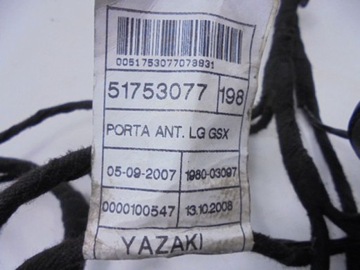 0051753077078931
51753077 198
PORTA ANT. LG GSX
05-09-2007 1980-03097
0000100547 13.10.2008
YAZAKI